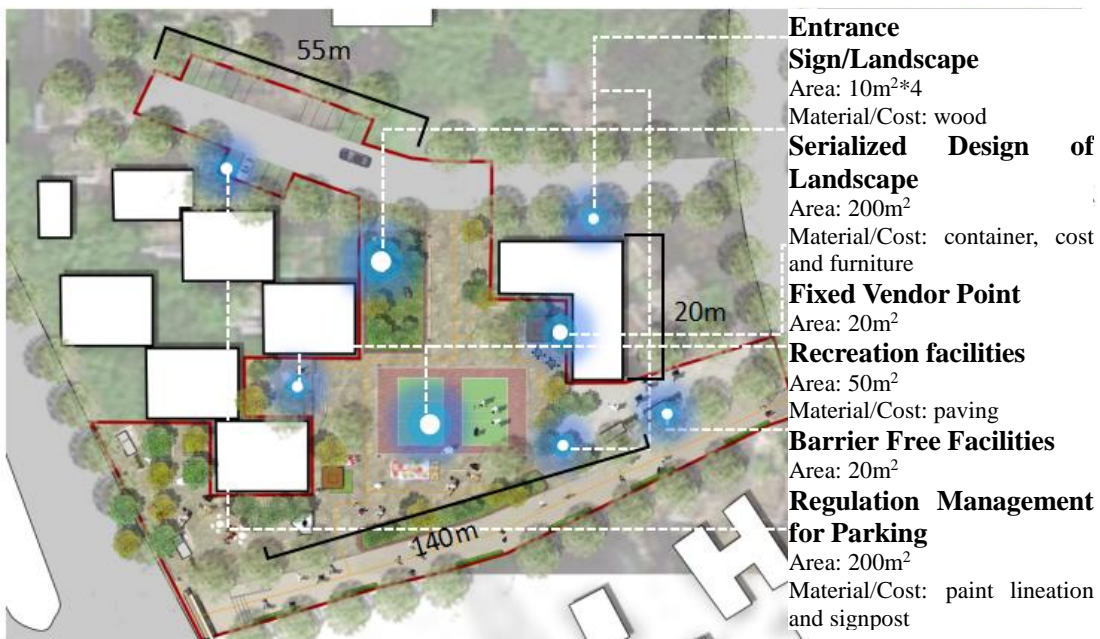 55m
20m
140m
Entrance
Sign/Landscape
Area: 10m²*4
Material/Cost: wood
Serialized Design of
Landscape
Area: 200m²
Material/Cost: container, cost
and furniture
Fixed Vendor Point
Area: 20m²
Recreation facilities
Area: 50m²
Material/Cost: paving
Barrier Free Facilities
Area: 20m²
Regulation Management
for Parking
Area: 200m²
Material/Cost: paint lineation
and signpost